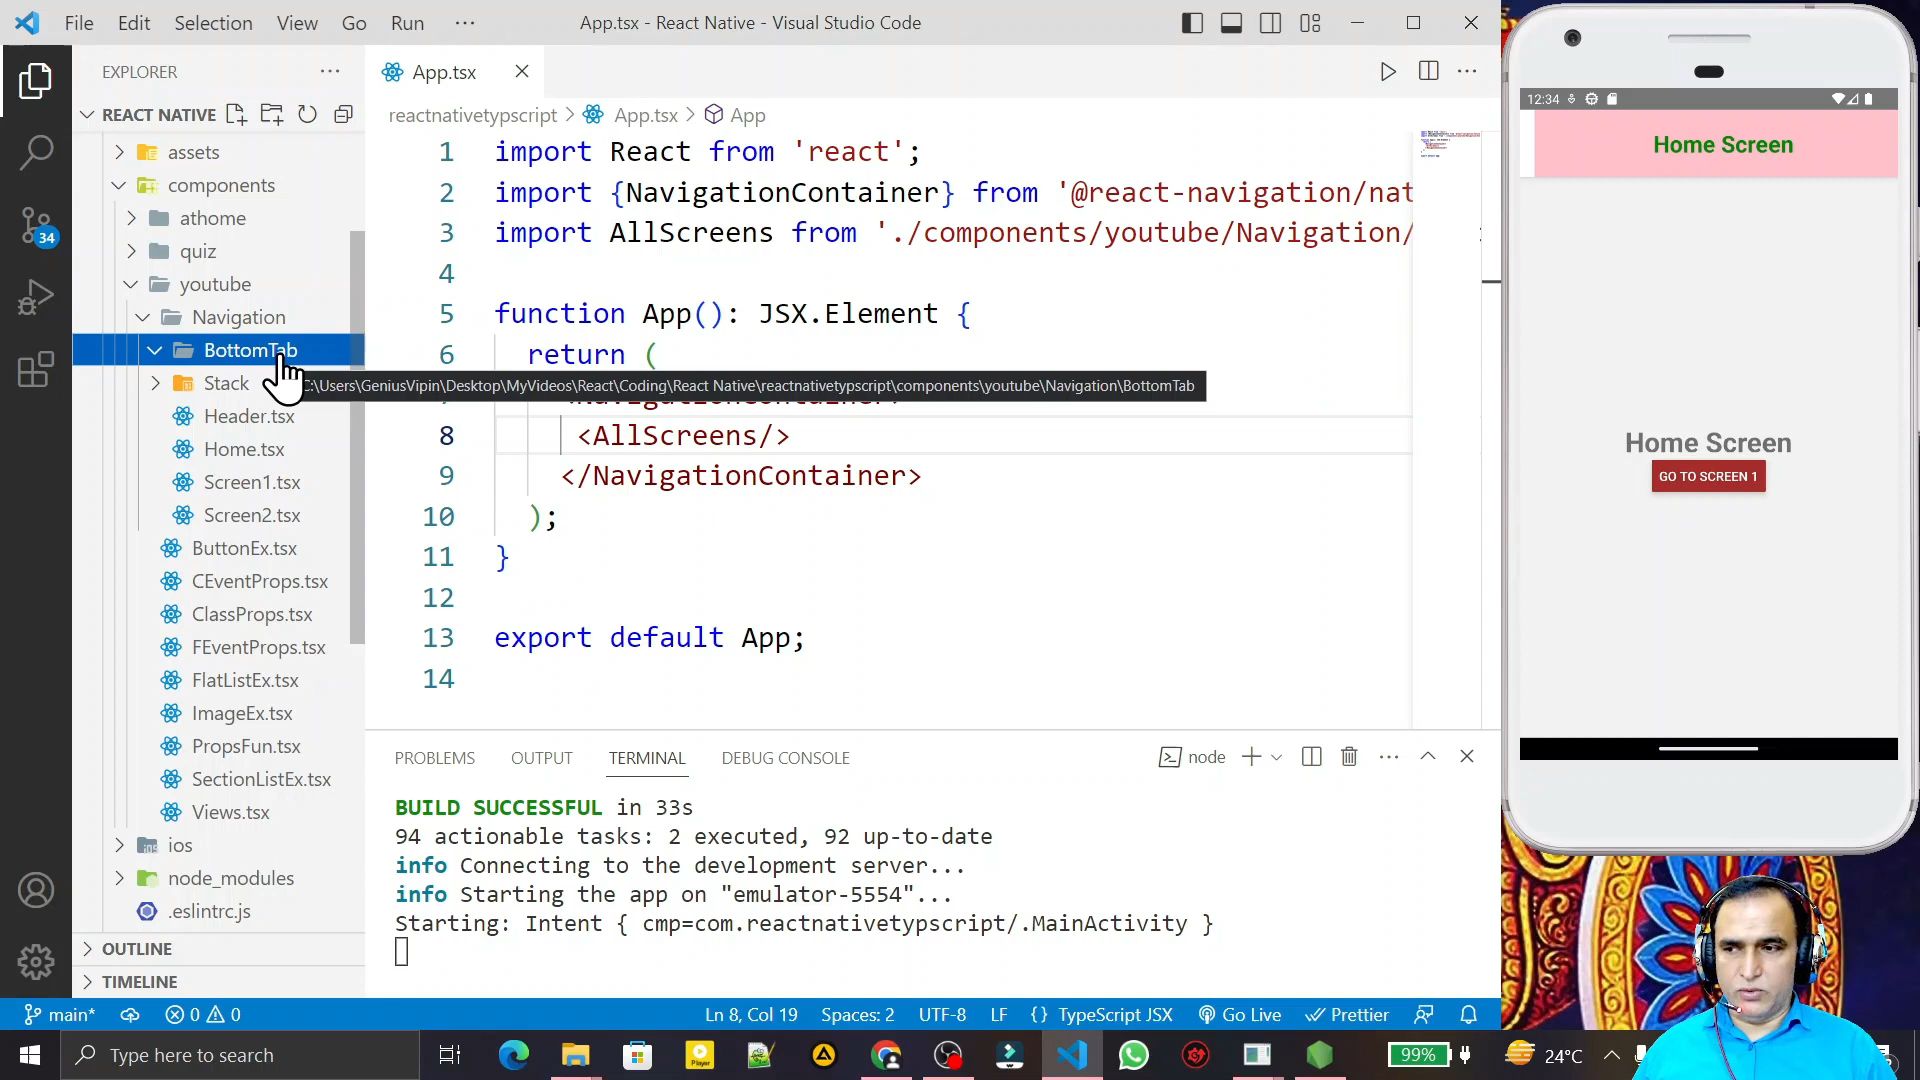 File Edit Selection View Go Run ··· App.tsx - React Native - Visual Studio Code
EXPLORER
REACT NATIVE
assets
components
athome
quiz
youtube
Navigation
BottomTab
Stack
Header.tsx
Home.tsx
Screen1.tsx
Screen2.tsx
ButtonEx.tsx
CEventProps.tsx
ClassProps.tsx
FEventProps.tsx
FlatListEx.tsx
ImageEx.tsx
PropsFun.tsx
SectionListEx.tsx
Views.tsx
ios
node_modules
.eslintrc.js
OUTLINE
TIMELINE
34
App.tsx
reactnativetypscript > App.tsx > App
1 import React from 'react';
2 import {NavigationContainer} from '@react-navigation/nat
3 import AllScreens from './components/youtube/Navigation/
4
5 function App(): JSX.Element {
6 return (
C:\Users\GeniusVipin\Desktop\MyVideos\React\Coding\React Native\reactnativetypscript\components\youtube\Navigation\BottomTab
8 <AllScreens/>
9 </NavigationContainer>
10 );
11 }
12
13 export default App;
14
PROBLEMS OUTPUT TERMINAL DEBUG CONSOLE node
BUILD SUCCESSFUL in 33s
94 actionable tasks: 2 executed, 92 up-to-date
info Connecting to the development server...
info Starting the app on "emulator-5554"...
Starting: Intent { cmp=com.reactnativetypscript/.MainActivity }
main* 0 0 Ln 8, Col 19 Spaces: 2 UTF-8 LF {} TypeScript JSX Go Live Prettier
Type here to search
Player
99% 24°C
12:34
Home Screen
Home Screen
GO TO SCREEN 1